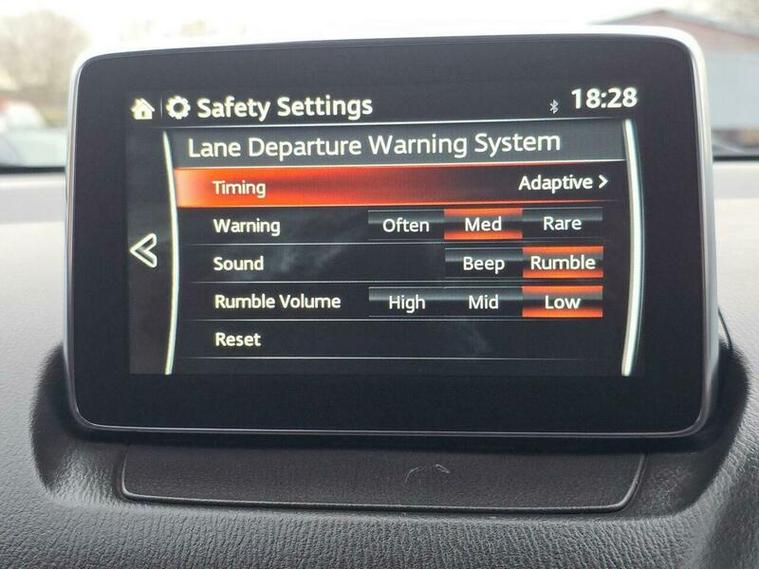 Safety Settings 18:28
Lane Departure Warning System
Timing Adaptive >
Warning Often Med Rare
Sound Beep Rumble
Rumble Volume High Mid Low
Reset